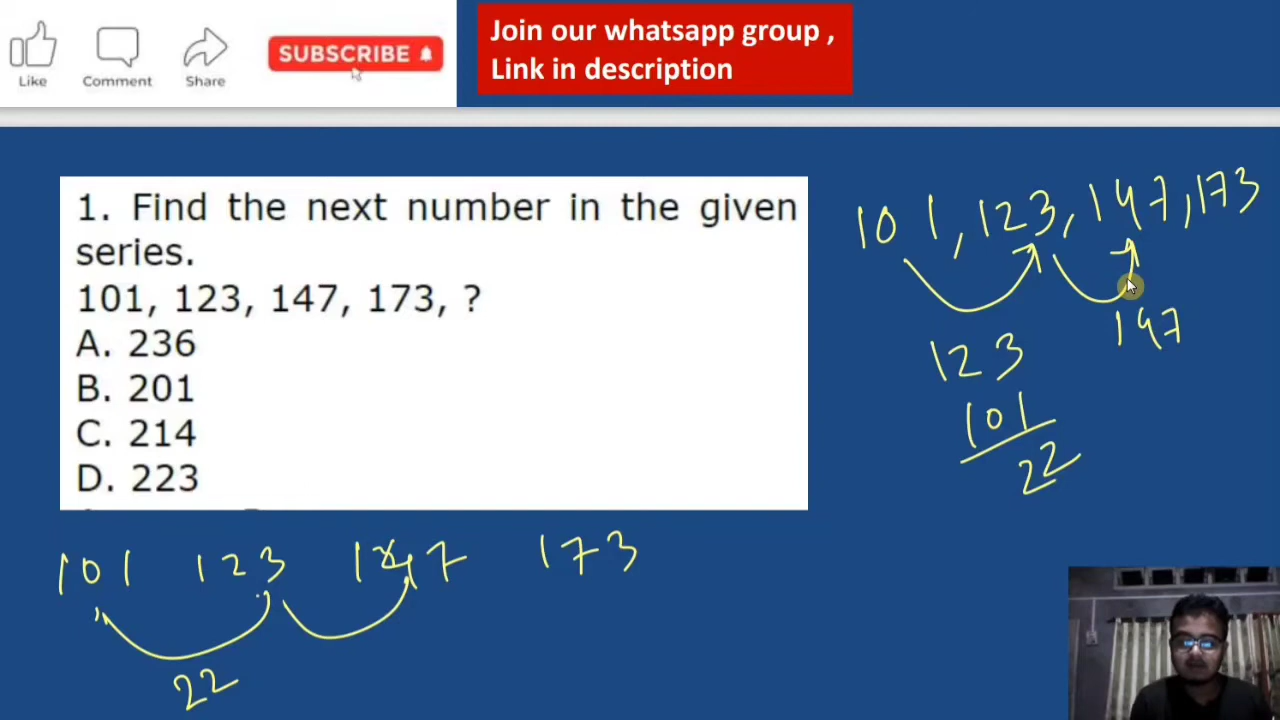 Like
Comment
Share
SUBSCRIBE
Join our whatsapp group ,
Link in description
1. Find the next number in the given
series.
101, 123, 147, 173, ?
A. 236
B. 201
C. 214
D. 223
101, 123, 147, 173
147
123
101
22
101 123 147 173
22